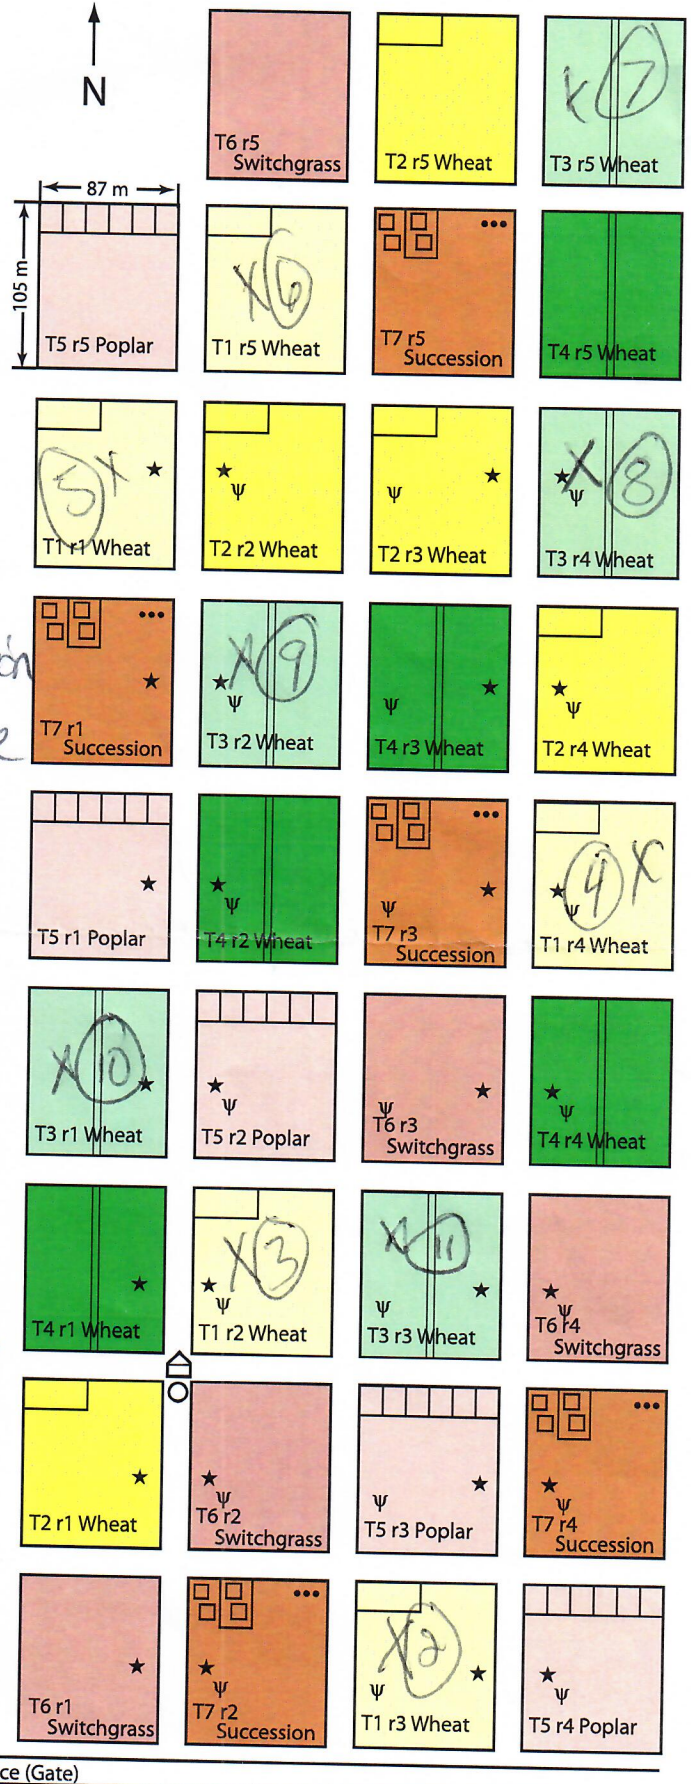 N
T6 r5
Switchgrass
T2 r5 Wheat
X 7
T3 r5 Wheat
87 m
105 m
T5 r5 Poplar
X 6
T1 r5 Wheat
T7 r5
Succession
T4 r5 Wheat
5 X
T1 r1 Wheat
ψ
T2 r2 Wheat
ψ
T2 r3 Wheat
X 8
ψ
T3 r4 Wheat
T7 r1
Succession
X 9
ψ
T3 r2 Wheat
ψ
T4 r3 Wheat
ψ
T2 r4 Wheat
T5 r1 Poplar
ψ
T4 r2 Wheat
ψ
T7 r3
Succession
4 X
ψ
T1 r4 Wheat
X 10
T3 r1 Wheat
ψ
T5 r2 Poplar
ψ
T6 r3
Switchgrass
ψ
T4 r4 Wheat
T4 r1 Wheat
X 3
ψ
T1 r2 Wheat
X 11
ψ
T3 r3 Wheat
ψ
T6 r4
Switchgrass
T2 r1 Wheat
ψ
T6 r2
Switchgrass
ψ
T5 r3 Poplar
ψ
T7 r4
Succession
T6 r1
Switchgrass
ψ
T7 r2
Succession
X 2
ψ
T1 r3 Wheat
ψ
T5 r4 Poplar
ce (Gate)